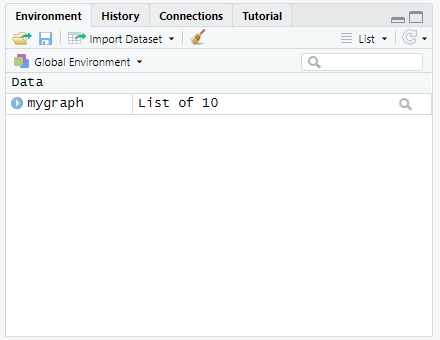 Environment History Connections Tutorial
Import Dataset List
Global Environment
Data
mygraph List of 10